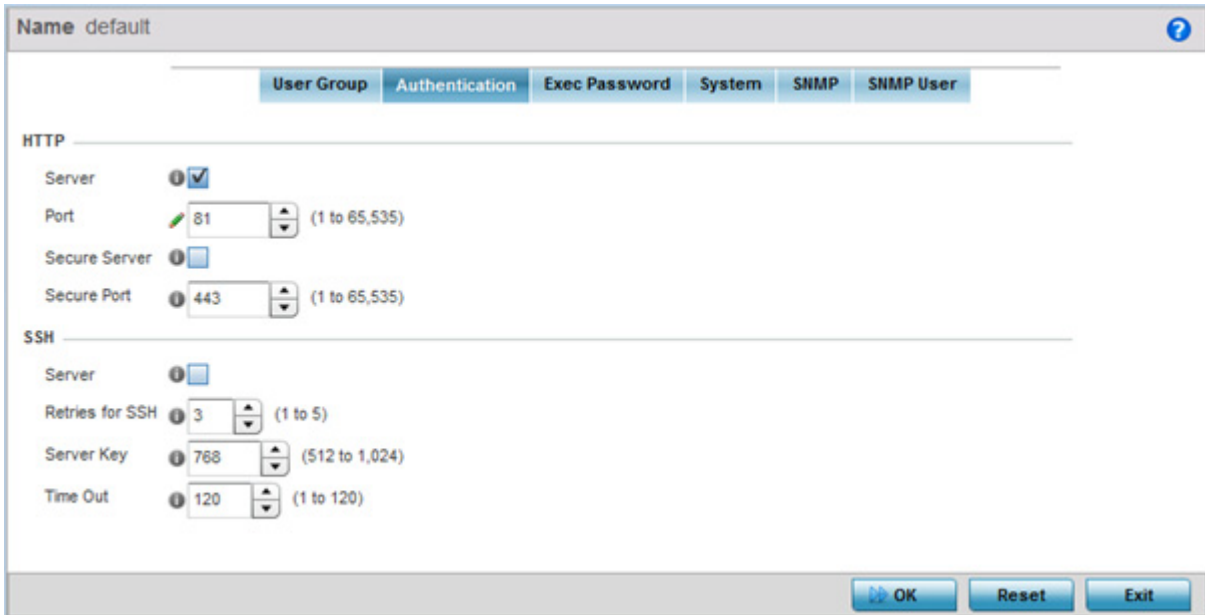 Name default
User Group Authentication Exec Password System SNMP SNMP User
HTTP
Server
Port 81 (1 to 65,535)
Secure Server
Secure Port 443 (1 to 65,535)
SSH
Server
Retries for SSH 3 (1 to 5)
Server Key 768 (512 to 1,024)
Time Out 120 (1 to 120)
OK Reset Exit